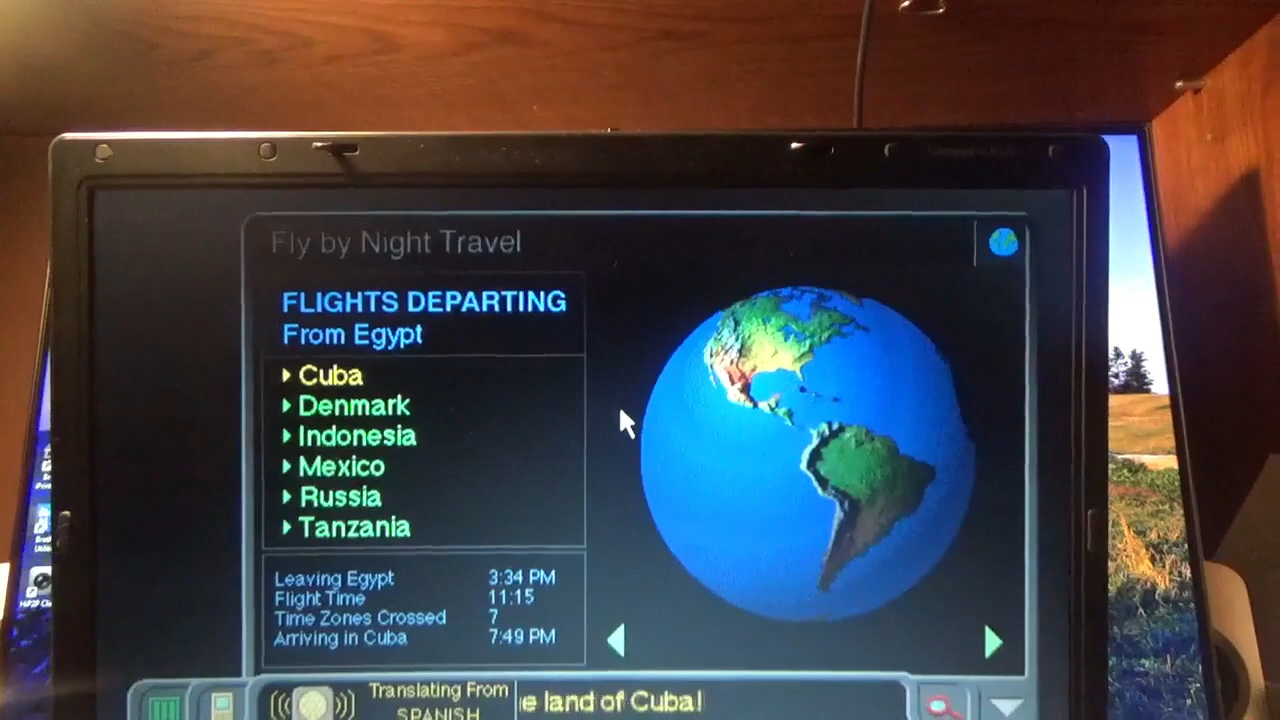 Fly by Night Travel
FLIGHTS DEPARTING
From Egypt
Cuba
Denmark
Indonesia
Mexico
Russia
Tanzania
Leaving Egypt 3:34 PM
Flight Time 11:15
Time Zones Crossed 7
Arriving in Cuba 7:49 PM
Translating From
SPANISH
e land of Cuba!